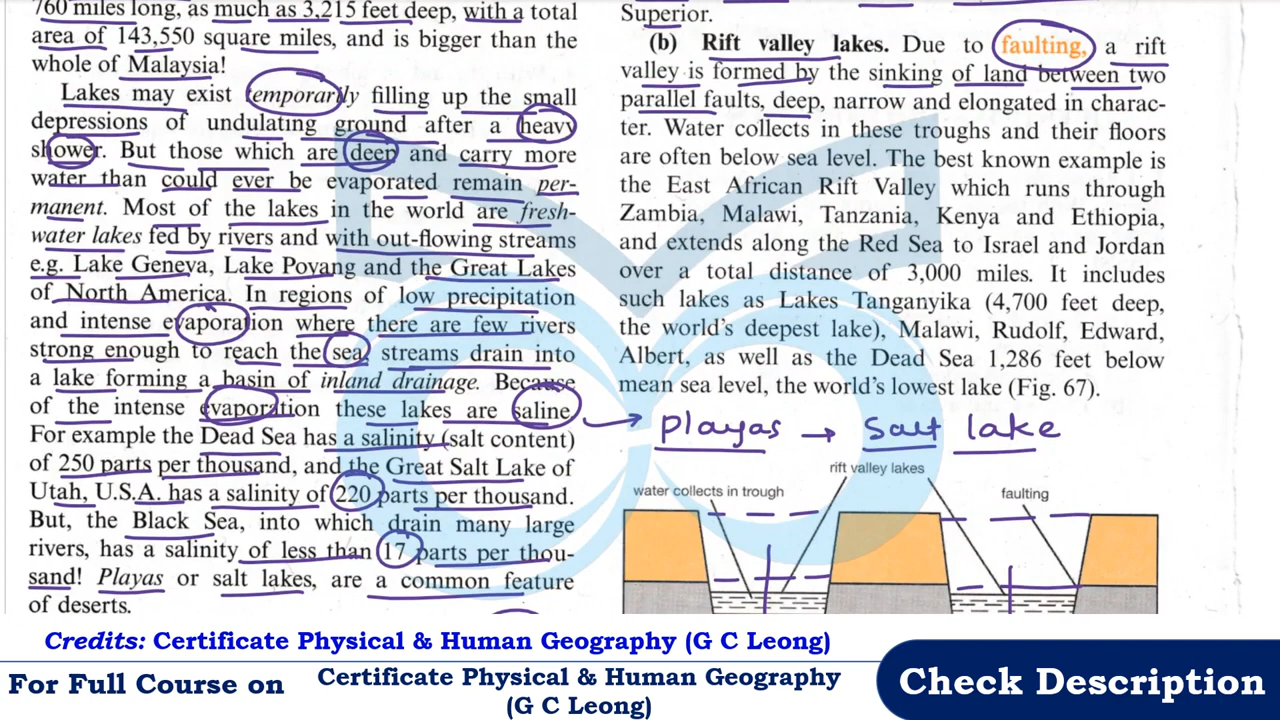 760 miles long, as much as 3,215 feet deep, with a total
area of 143,550 square miles, and is bigger than the
whole of Malaysia!
Lakes may exist temporarily filling up the small
depressions of undulating ground after a heavy
shower. But those which are deep and carry more
water than could ever be evaporated remain per-
manent. Most of the lakes in the world are fresh-
water lakes fed by rivers and with out-flowing streams
e.g. Lake Geneva, Lake Poyang and the Great Lakes
of North America. In regions of low precipitation
and intense evaporation where there are few rivers
strong enough to reach the sea, streams drain into
a lake forming a basin of inland drainage. Because
of the intense evaporation these lakes are saline.
For example the Dead Sea has a salinity (salt content)
of 250 parts per thousand, and the Great Salt Lake of
Utah, U.S.A. has a salinity of 220 parts per thousand.
But, the Black Sea, into which drain many large
rivers, has a salinity of less than 17 parts per thou-
sand! Playas or salt lakes, are a common feature
of deserts.
Superior.
(b) Rift valley lakes. Due to faulting, a rift
valley is formed by the sinking of land between two
parallel faults, deep, narrow and elongated in charac-
ter. Water collects in these troughs and their floors
are often below sea level. The best known example is
the East African Rift Valley which runs through
Zambia, Malawi, Tanzania, Kenya and Ethiopia,
and extends along the Red Sea to Israel and Jordan
over a total distance of 3,000 miles. It includes
such lakes as Lakes Tanganyika (4,700 feet deep,
the world's deepest lake), Malawi, Rudolf, Edward,
Albert, as well as the Dead Sea 1,286 feet below
mean sea level, the world's lowest lake (Fig. 67).
Playas → Salt lake
rift valley lakes
water collects in trough
faulting
Credits: Certificate Physical & Human Geography (G C Leong)
For Full Course on
Certificate Physical & Human Geography
(G C Leong)
Check Description